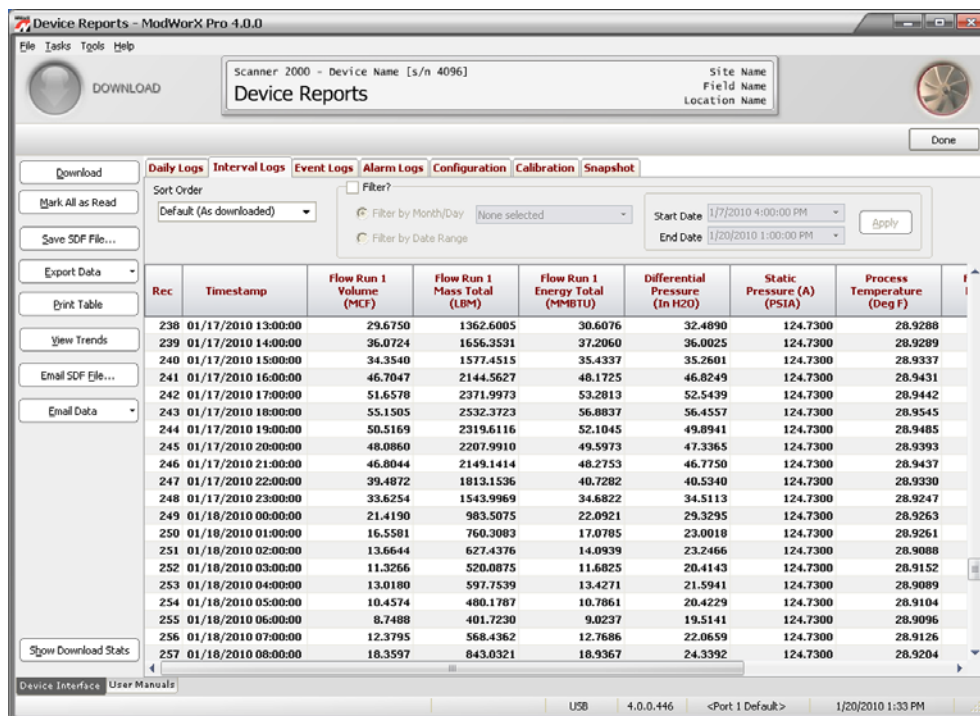 Device Reports - ModWorX Pro 4.0.0
File Tasks Tools Help
DOWNLOAD
Scanner 2000 - Device Name [s/n 4096]
Device Reports
Site Name
Field Name
Location Name
Done
Download
Mark All as Read
Save SDF File...
Export Data
Print Table
View Trends
Email SDF File...
Email Data
Show Download Stats
Daily Logs Interval Logs Event Logs Alarm Logs Configuration Calibration Snapshot
Sort Order
Default (As downloaded)
Filter?
Filter by Month/Day None selected
Filter by Date Range
Start Date 1/7/2010 4:00:00 PM
End Date 1/20/2010 1:00:00 PM
Apply
Rec Timestamp Flow Run 1 Volume (MCF) Flow Run 1 Mass Total (LBM) Flow Run 1 Energy Total (MMBTU) Differential Pressure (In H2O) Static Pressure (A) (PSIA) Process Temperature (Deg F)
238 01/17/2010 13:00:00 29.6750 1362.6005 30.6076 32.4890 124.7300 28.9288
239 01/17/2010 14:00:00 36.0724 1656.3531 37.2060 36.0025 124.7300 28.9289
240 01/17/2010 15:00:00 34.3540 1577.4515 35.4337 35.2601 124.7300 28.9337
241 01/17/2010 16:00:00 46.7047 2144.5627 48.1725 46.8249 124.7300 28.9431
242 01/17/2010 17:00:00 51.6578 2371.9973 53.2813 52.5439 124.7300 28.9442
243 01/17/2010 18:00:00 55.1505 2532.3723 56.8837 56.4557 124.7300 28.9545
244 01/17/2010 19:00:00 50.5169 2319.6116 52.1045 49.8941 124.7300 28.9485
245 01/17/2010 20:00:00 48.0860 2207.9910 49.5973 47.3365 124.7300 28.9393
246 01/17/2010 21:00:00 46.8044 2149.1414 48.2753 46.7750 124.7300 28.9437
247 01/17/2010 22:00:00 39.4872 1813.1536 40.7282 40.5340 124.7300 28.9330
248 01/17/2010 23:00:00 33.6254 1543.9969 34.6822 34.5113 124.7300 28.9247
249 01/18/2010 00:00:00 21.4190 983.5075 22.0921 29.3295 124.7300 28.9263
250 01/18/2010 01:00:00 16.5581 760.3083 17.0785 23.0018 124.7300 28.9261
251 01/18/2010 02:00:00 13.6644 627.4376 14.0939 23.2466 124.7300 28.9088
252 01/18/2010 03:00:00 11.3266 520.0875 11.6825 20.4143 124.7300 28.9152
253 01/18/2010 04:00:00 13.0180 597.7539 13.4271 21.5941 124.7300 28.9089
254 01/18/2010 05:00:00 10.4574 480.1787 10.7861 20.4229 124.7300 28.9104
255 01/18/2010 06:00:00 8.7488 401.7230 9.0237 19.5141 124.7300 28.9096
256 01/18/2010 07:00:00 12.3795 568.4362 12.7686 22.0659 124.7300 28.9126
257 01/18/2010 08:00:00 18.3597 843.0321 18.9367 24.3392 124.7300 28.9204
Device Interface User Manuals
USB 4.0.0.446 <Port 1 Default> 1/20/2010 1:33 PM